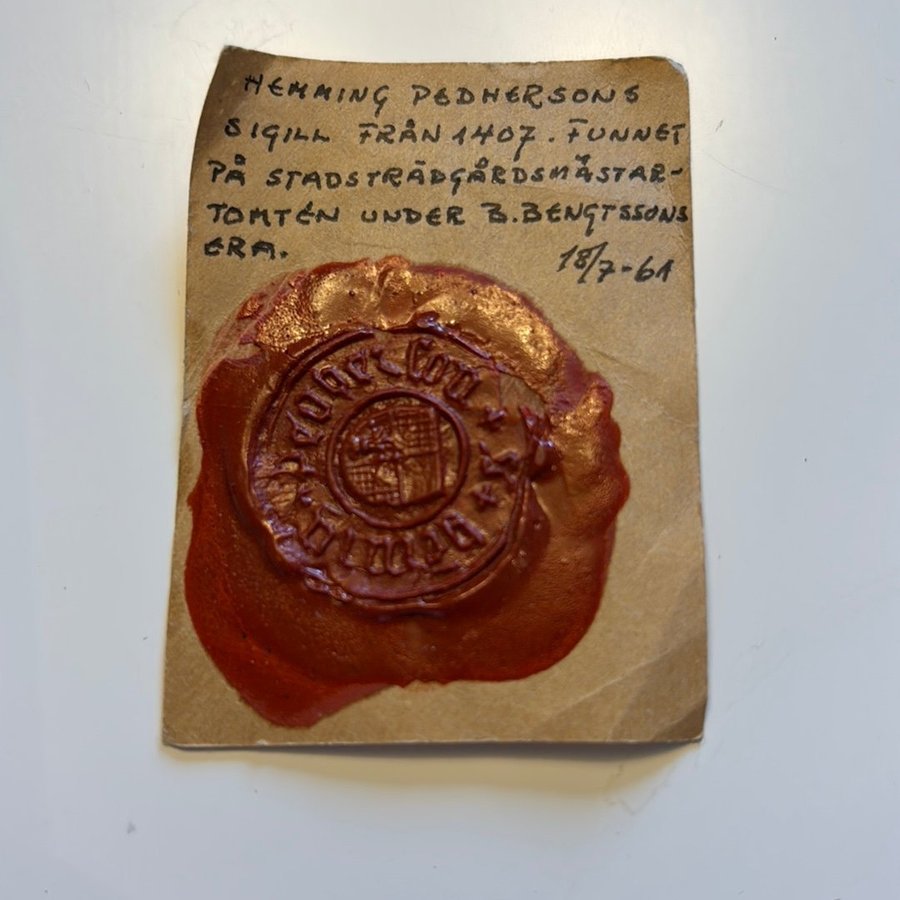 HEMMING PEDHERSONS
SIGILL FRÅN 1407. FUNNET
PÅ STADSTRÄDGÅRDSMÄSTAR-
TOMTEN UNDER B. BENGTSSONS
ERA.
18/7-61